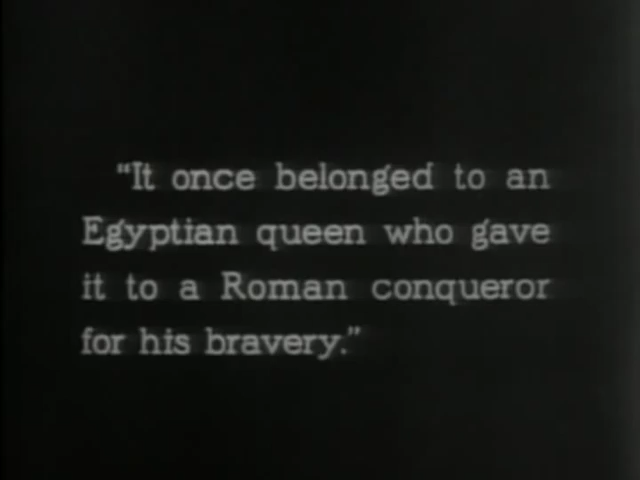 “It once belonged to an
Egyptian queen who gave
it to a Roman conqueror
for his bravery.”